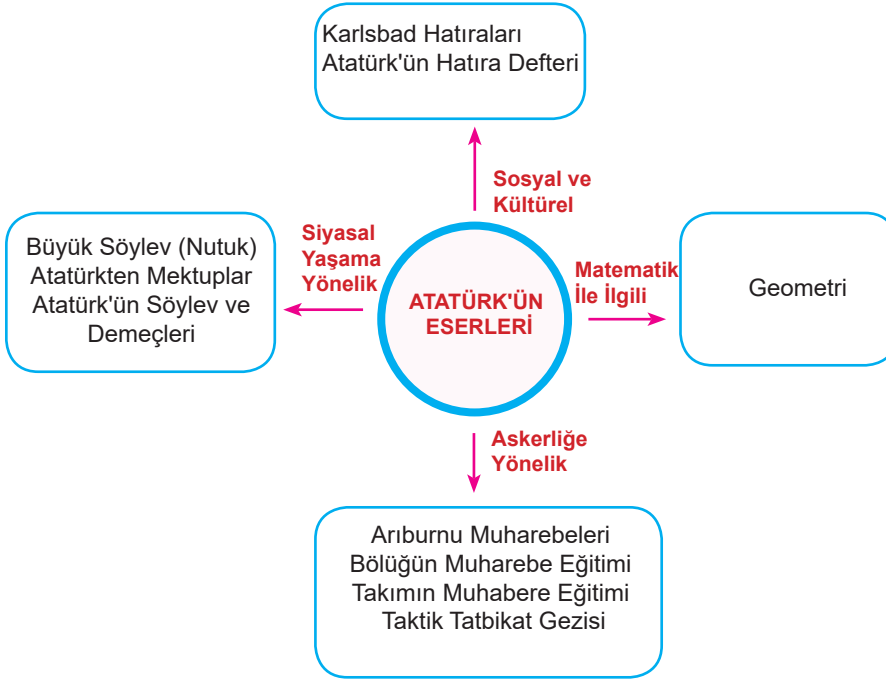 Karlsbad Hatıraları
Atatürk'ün Hatıra Defteri
Sosyal ve
Kültürel
Siyasal
Yaşama
Yönelik
Büyük Söylev (Nutuk)
Atatürkten Mektuplar
Atatürk'ün Söylev ve
Demeçleri
ATATÜRK'ÜN
ESERLERİ
Matematik
İle İlgili
Geometri
Askerliğe
Yönelik
Arıburnu Muharebeleri
Bölüğün Muharebe Eğitimi
Takımın Muhabere Eğitimi
Taktik Tatbikat Gezisi